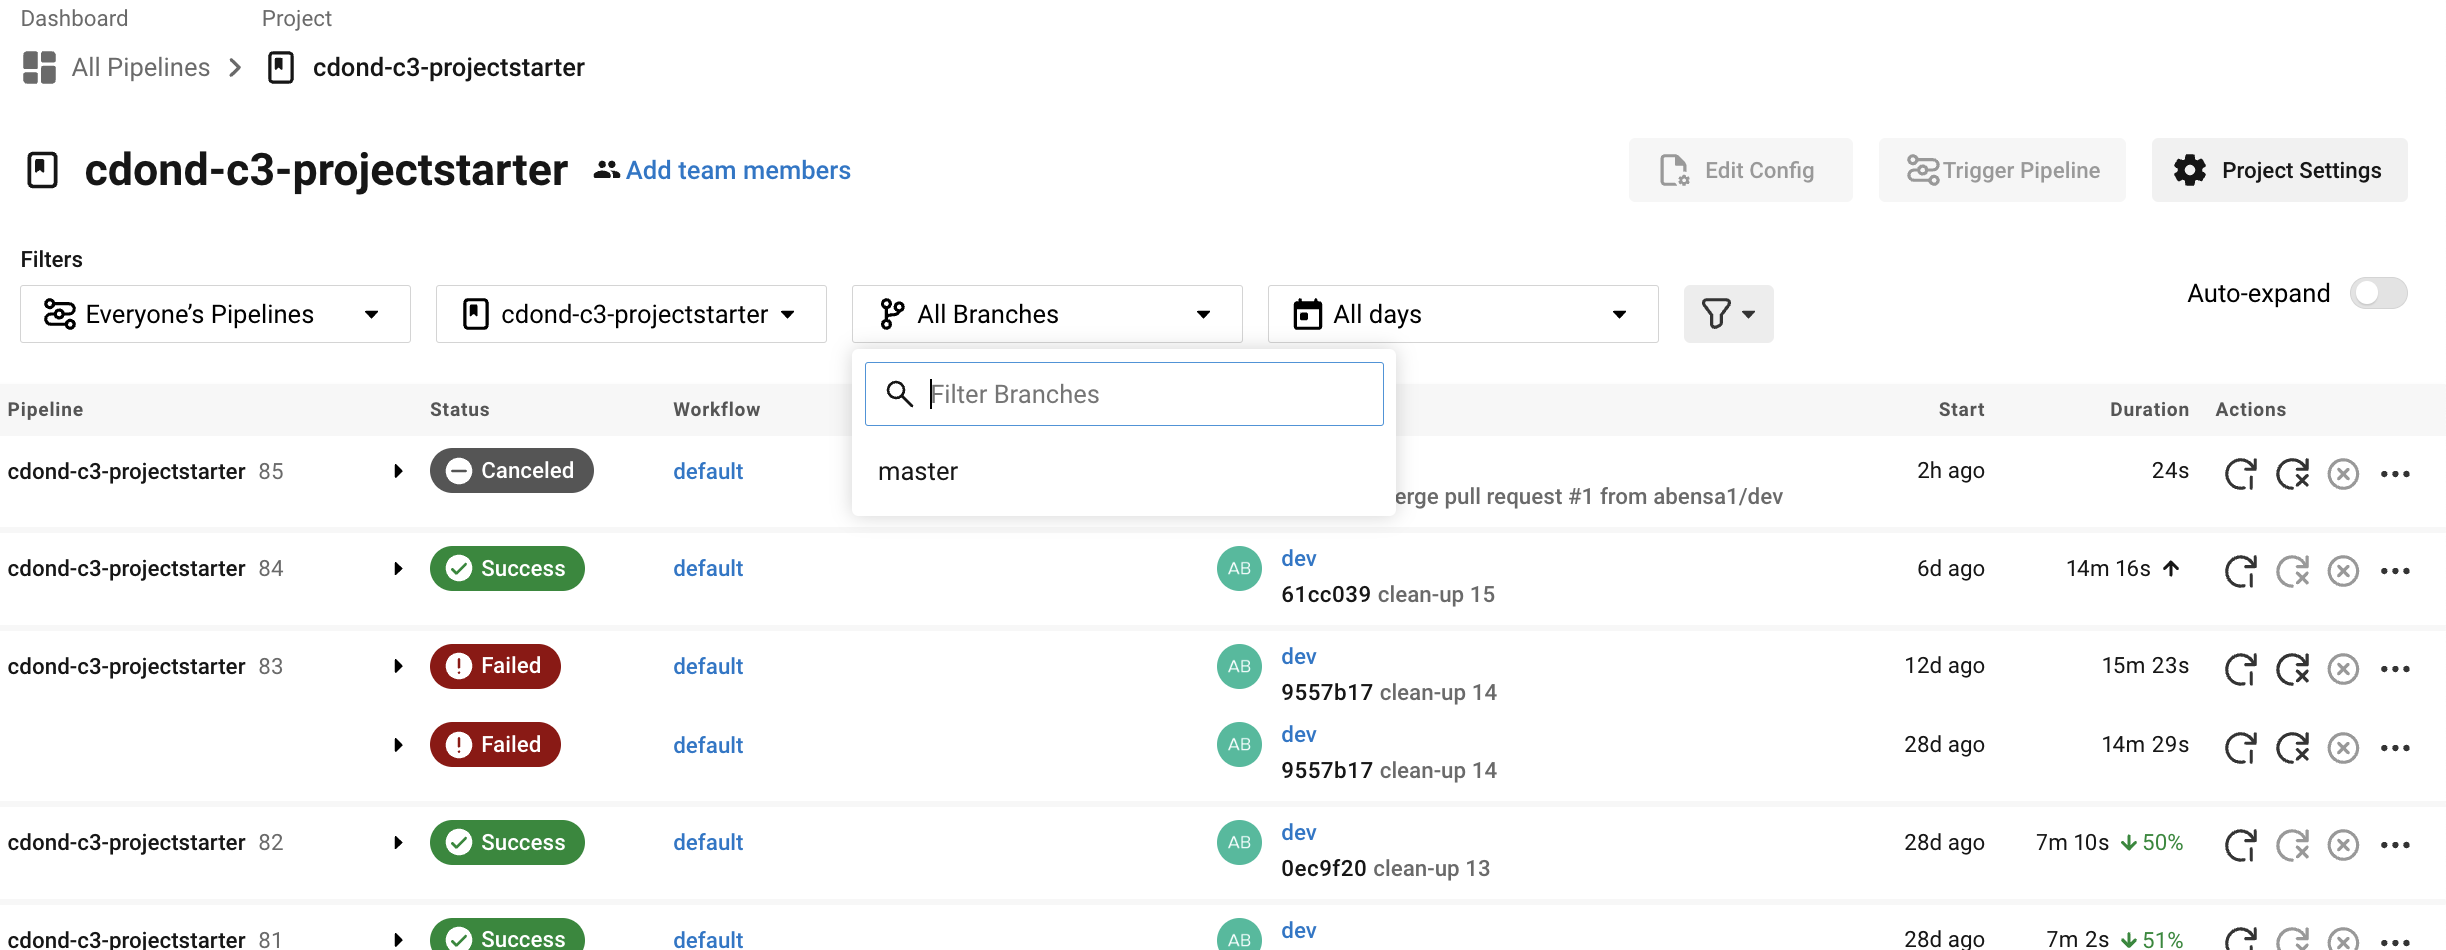 Dashboard
Project
All Pipelines
cdond-c3-projectstarter
cdond-c3-projectstarter
Add team members
Edit Config
Trigger Pipeline
Project Settings
Filters
Everyone’s Pipelines
cdond-c3-projectstarter
All Branches
All days
Auto-expand
Filter Branches
master
Pipeline
Status
Workflow
Start
Duration
Actions
cdond-c3-projectstarter 85
Canceled
default
erge pull request #1 from abensa1/dev
2h ago
24s
cdond-c3-projectstarter 84
Success
default
AB
dev
61cc039 clean-up 15
6d ago
14m 16s
cdond-c3-projectstarter 83
Failed
default
AB
dev
9557b17 clean-up 14
12d ago
15m 23s
Failed
default
AB
dev
9557b17 clean-up 14
28d ago
14m 29s
cdond-c3-projectstarter 82
Success
default
AB
dev
0ec9f20 clean-up 13
28d ago
7m 10s 50%
cdond-c3-projectstarter 81
Success
default
AB
dev
28d ago
7m 2s 51%